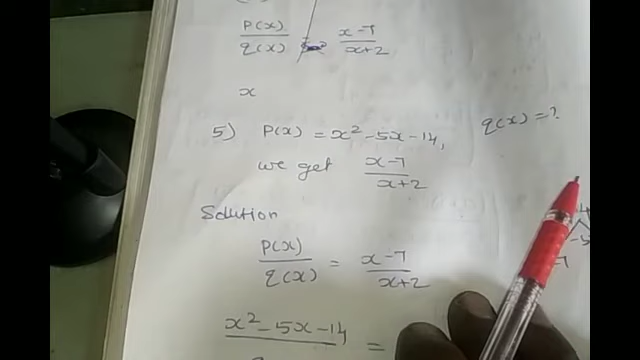 P(x)/q(x) x-7/x+2
x
5) P(x) = x² - 5x - 14, q(x) = ?
we get x-7/x+2
Solution
P(x)/q(x) = x-7/x+2
x² - 5x - 14 =